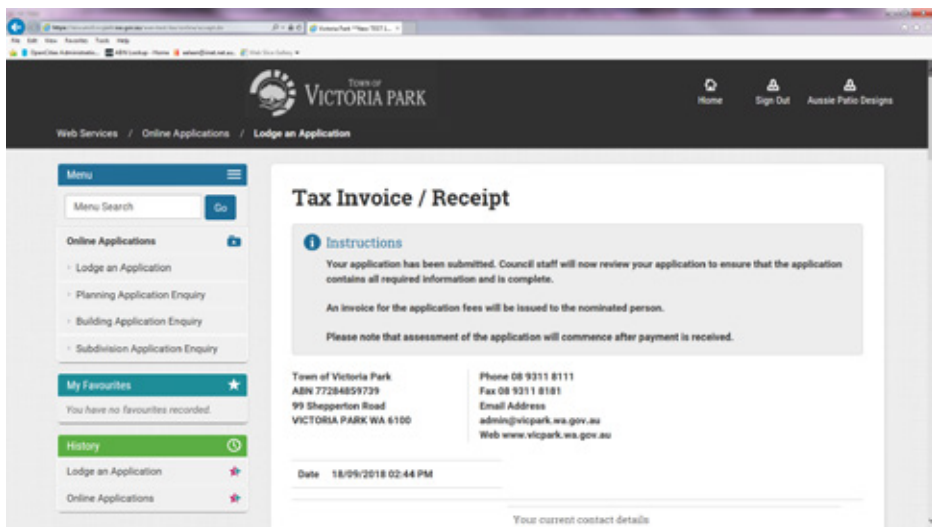 File Edit View Favorites Tools Help
TOWN OF
VICTORIA PARK
Home
Sign Out
Aussie Patio Designs
Web Services / Online Applications / Lodge an Application
Menu
Menu Search
Go
Online Applications
Lodge an Application
Planning Application Enquiry
Building Application Enquiry
Subdivision Application Enquiry
My Favourites
You have no favourites recorded.
History
Lodge an Application
Online Applications
Tax Invoice / Receipt
Instructions
Your application has been submitted. Council staff will now review your application to ensure that the application
contains all required information and is complete.
An invoice for the application fees will be issued to the nominated person.
Please note that assessment of the application will commence after payment is received.
Town of Victoria Park
ABN 77284859739
99 Shepperton Road
VICTORIA PARK WA 6100
Phone 08 9311 8111
Fax 08 9311 8181
Email Address
admin@vicpark.wa.gov.au
Web www.vicpark.wa.gov.au
Date 18/09/2018 02:44 PM
Your current contact details